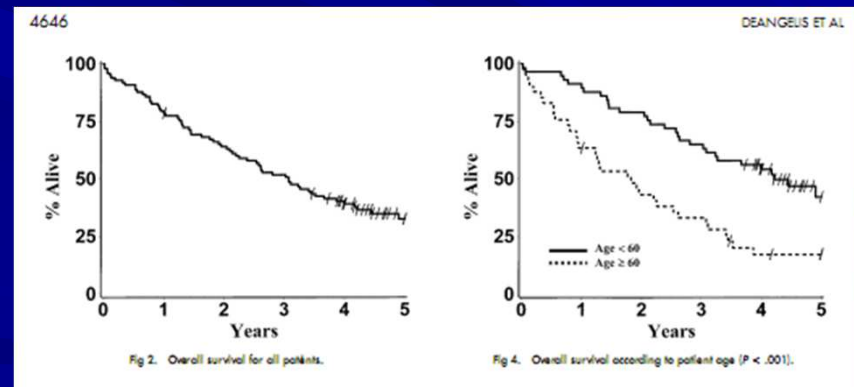 4646
DEANGELIS ET AL
100
75
50
25
0
% Alive
0 1 2 3 4 5
Years
Fig 2. Overall survival for all patients.
100
75
50
25
0
% Alive
Age < 60
Age ≥ 60
0 1 2 3 4 5
Years
Fig 4. Overall survival according to patient age (P < .001).